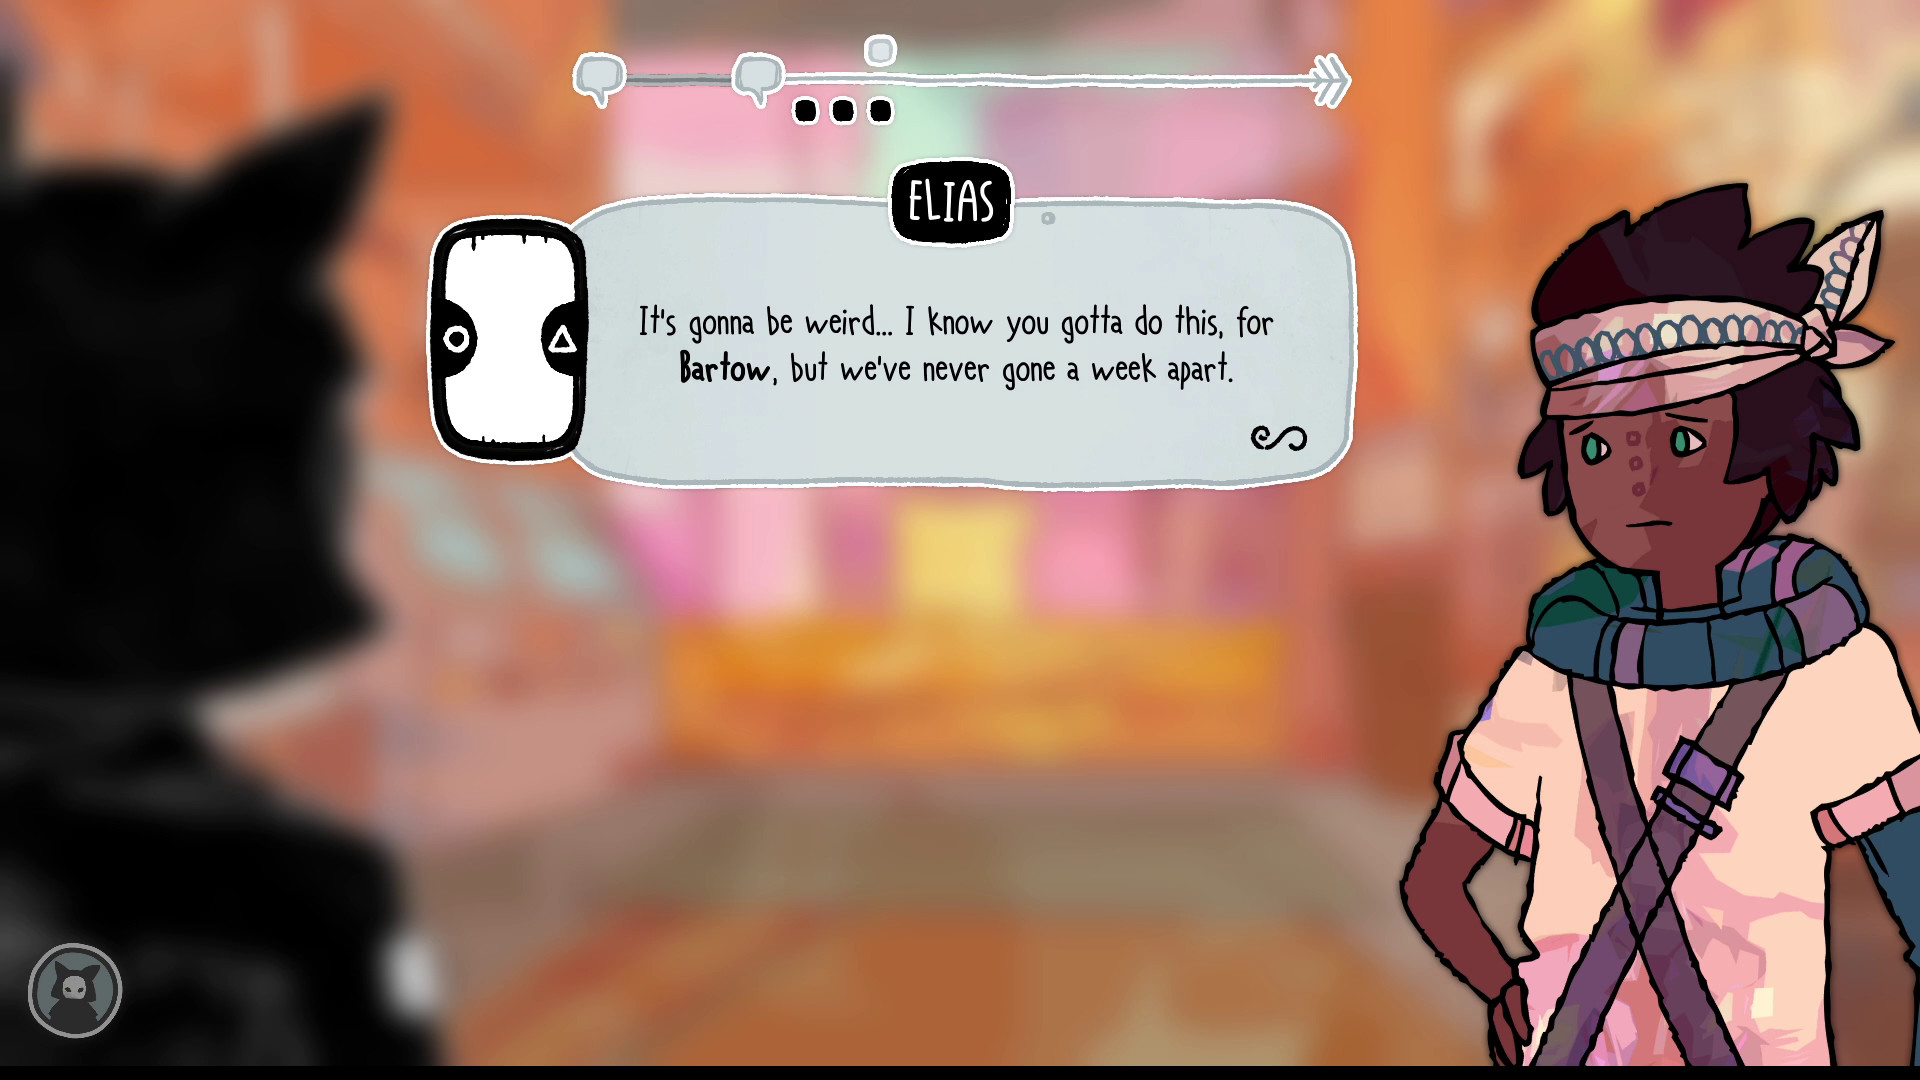 ELIAS
It's gonna be weird... I know you gotta do this, for
Bartow, but we've never gone a week apart.